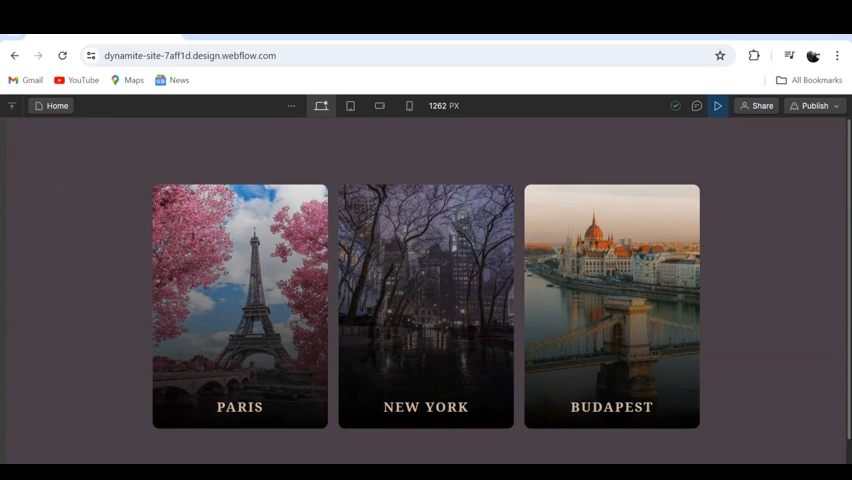 dynamite-site-7aff1d.design.webflow.com
Gmail YouTube Maps News All Bookmarks
Home 1262 PX Share Publish
PARIS NEW YORK BUDAPEST